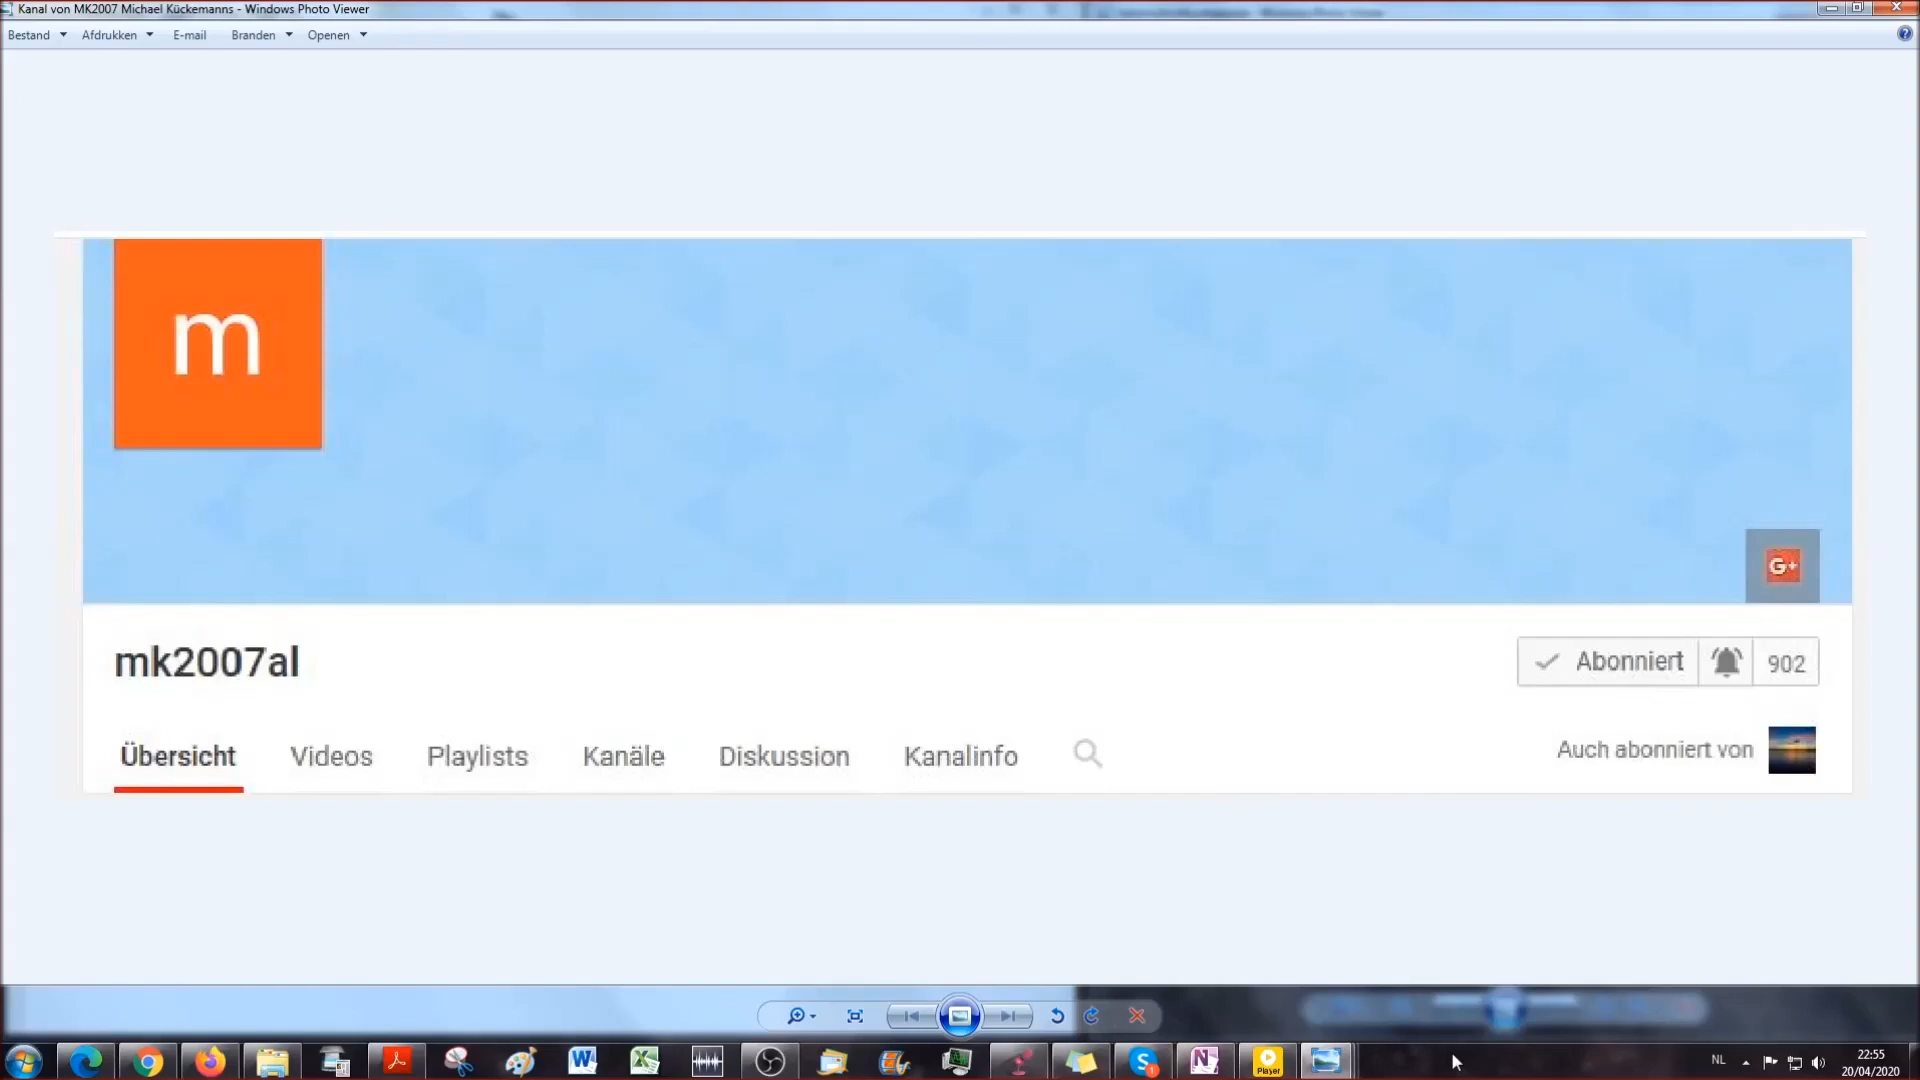 Kanal von MK2007 Michael Kückemanns - Windows Photo Viewer
Bestand Afdrukken E-mail Branden Openen
m
G+
mk2007al
Abonniert 902
Übersicht Videos Playlists Kanäle Diskussion Kanalinfo
Auch abonniert von
Player
NL
22:55
20/04/2020